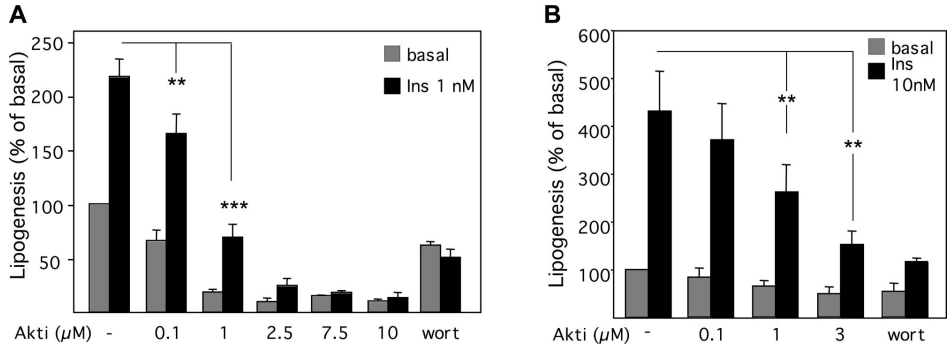 A
Lipogenesis (% of basal)
250
200
150
100
50
basal
Ins 1 nM
**
***
Akti (µM) - 0.1 1 2.5 7.5 10 wort
B
Lipogenesis (% of basal)
600
500
400
300
200
100
basal
Ins
10nM
**
**
Akti (µM) - 0.1 1 3 wort